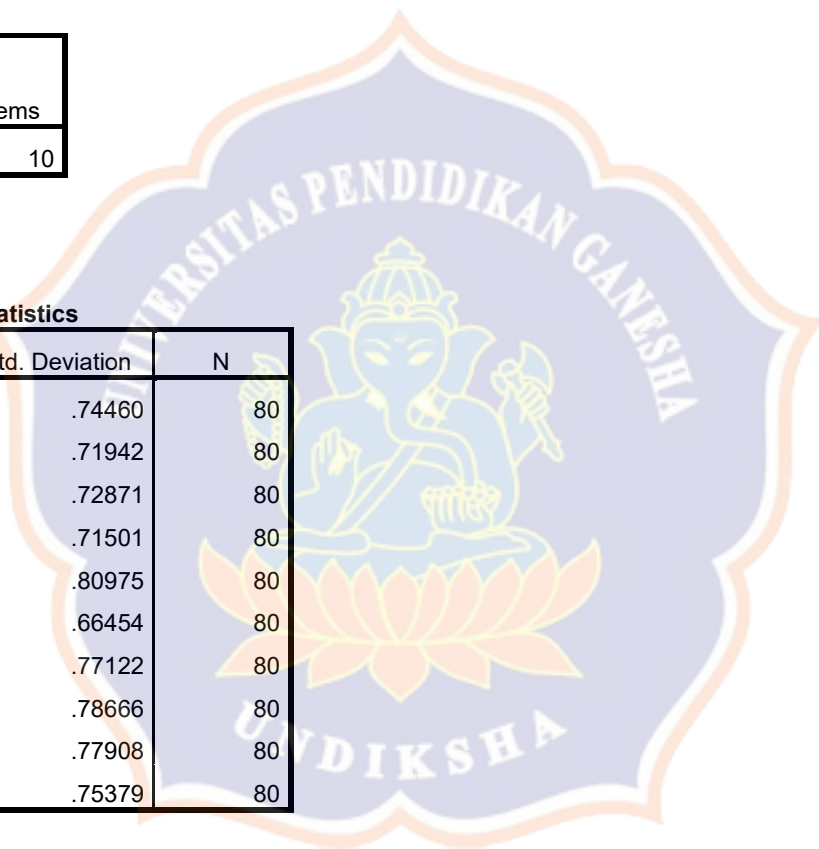 ems
10
UNIVERSITAS PENDIDIKAN GANESHA
atistics
td. Deviation N
.74460 80
.71942 80
.72871 80
.71501 80
.80975 80
.66454 80
.77122 80
.78666 80
.77908 80
.75379 80
UNDIKSHA